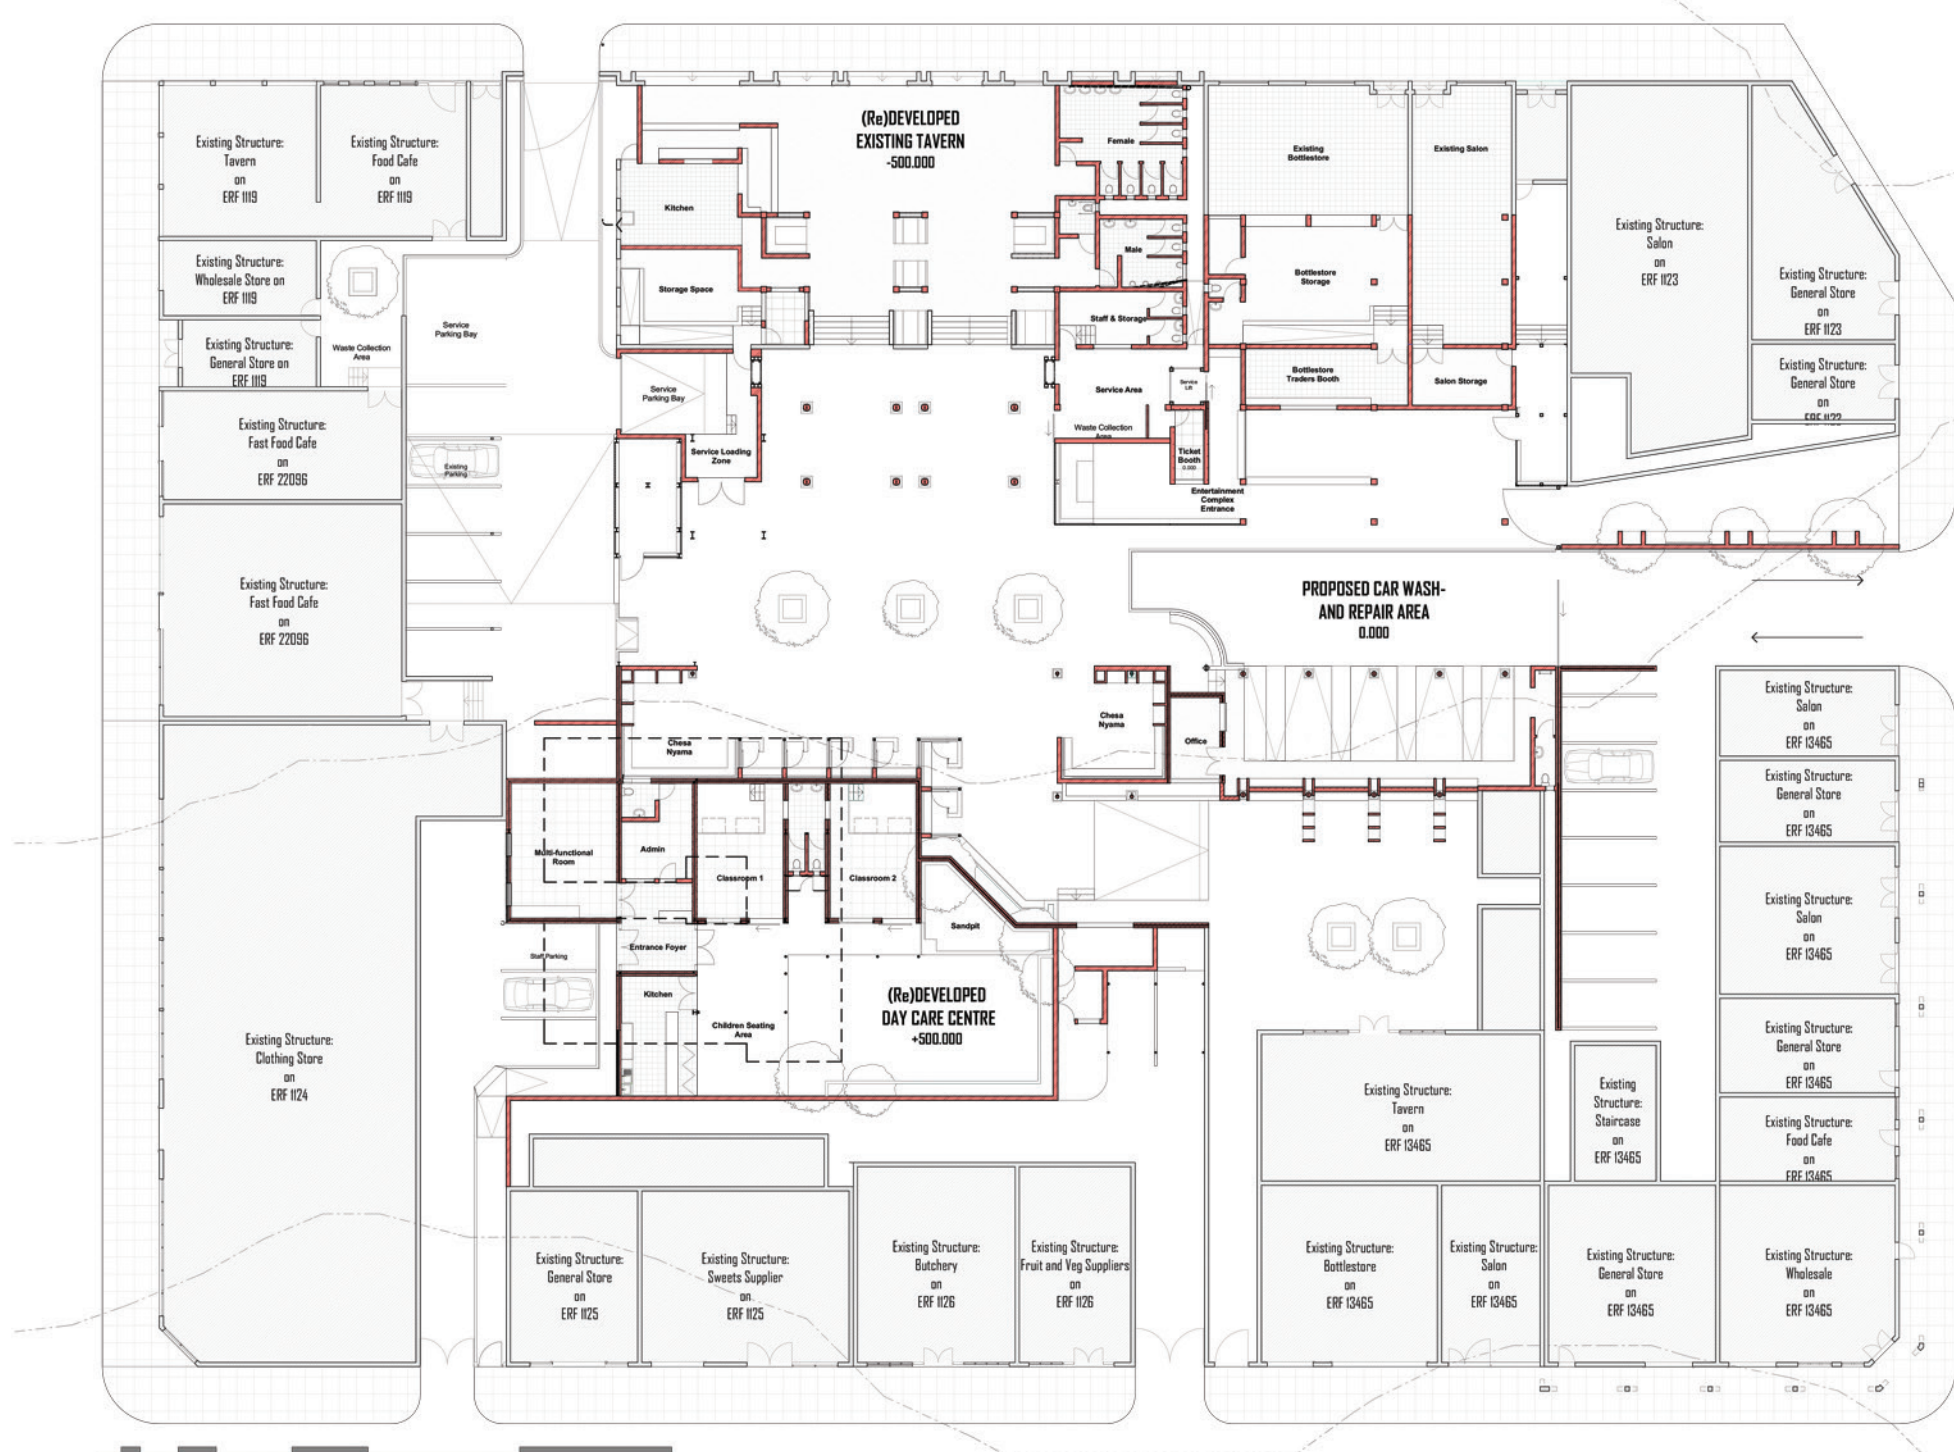 Existing Structure:
Tavern
on
ERF 1119
Existing Structure:
Food Cafe
on
ERF 1119
Existing Structure:
Wholesale Store on
ERF 1119
Existing Structure:
General Store on
ERF 1119
Waste Collection
Area
Service
Parking Bay
Existing Structure:
Fast Food Cafe
on
ERF 22096
Existing
Parking
Existing Structure:
Fast Food Cafe
on
ERF 22096
Existing Structure:
Clothing Store
on
ERF 1124
(Re)DEVELOPED
EXISTING TAVERN
-500.000
Kitchen
Storage Space
Service
Parking Bay
Service Loading
Zone
Female
Male
Staff & Storage
Service Area
Service
Lift
Waste Collection
Area
Ticket
Booth
0.000
Entertainment
Complex
Entrance
Existing
Bottlestore
Existing Salon
Bottlestore
Storage
Bottlestore
Traders Booth
Salon Storage
Existing Structure:
Salon
on
ERF 1123
Existing Structure:
General Store
on
ERF 1123
Existing Structure:
General Store
on
PROPOSED CAR WASH-
AND REPAIR AREA
0.000
Chesa
Nyama
Chesa
Nyama
Office
Multi-functional
Room
Admin
Classroom 1
Classroom 2
Entrance Foyer
Sandpit
Staff Parking
Kitchen
Children Seating
Area
(Re)DEVELOPED
DAY CARE CENTRE
+500.000
Existing Structure:
Salon
on
ERF 13465
Existing Structure:
General Store
on
ERF 13465
Existing Structure:
Salon
on
ERF 13465
Existing Structure:
General Store
on
ERF 13465
Existing Structure:
Food Cafe
on
ERF 13465
Existing Structure:
Tavern
on
ERF 13465
Existing
Structure:
Staircase
on
ERF 13465
Existing Structure:
General Store
on
ERF 1125
Existing Structure:
Sweets Supplier
on
ERF 1125
Existing Structure:
Butchery
on
ERF 1126
Existing Structure:
Fruit and Veg Suppliers
on
ERF 1126
Existing Structure:
Bottlestore
on
ERF 13465
Existing Structure:
Salon
on
ERF 13465
Existing Structure:
General Store
on
ERF 13465
Existing Structure:
Wholesale
on
ERF 13465